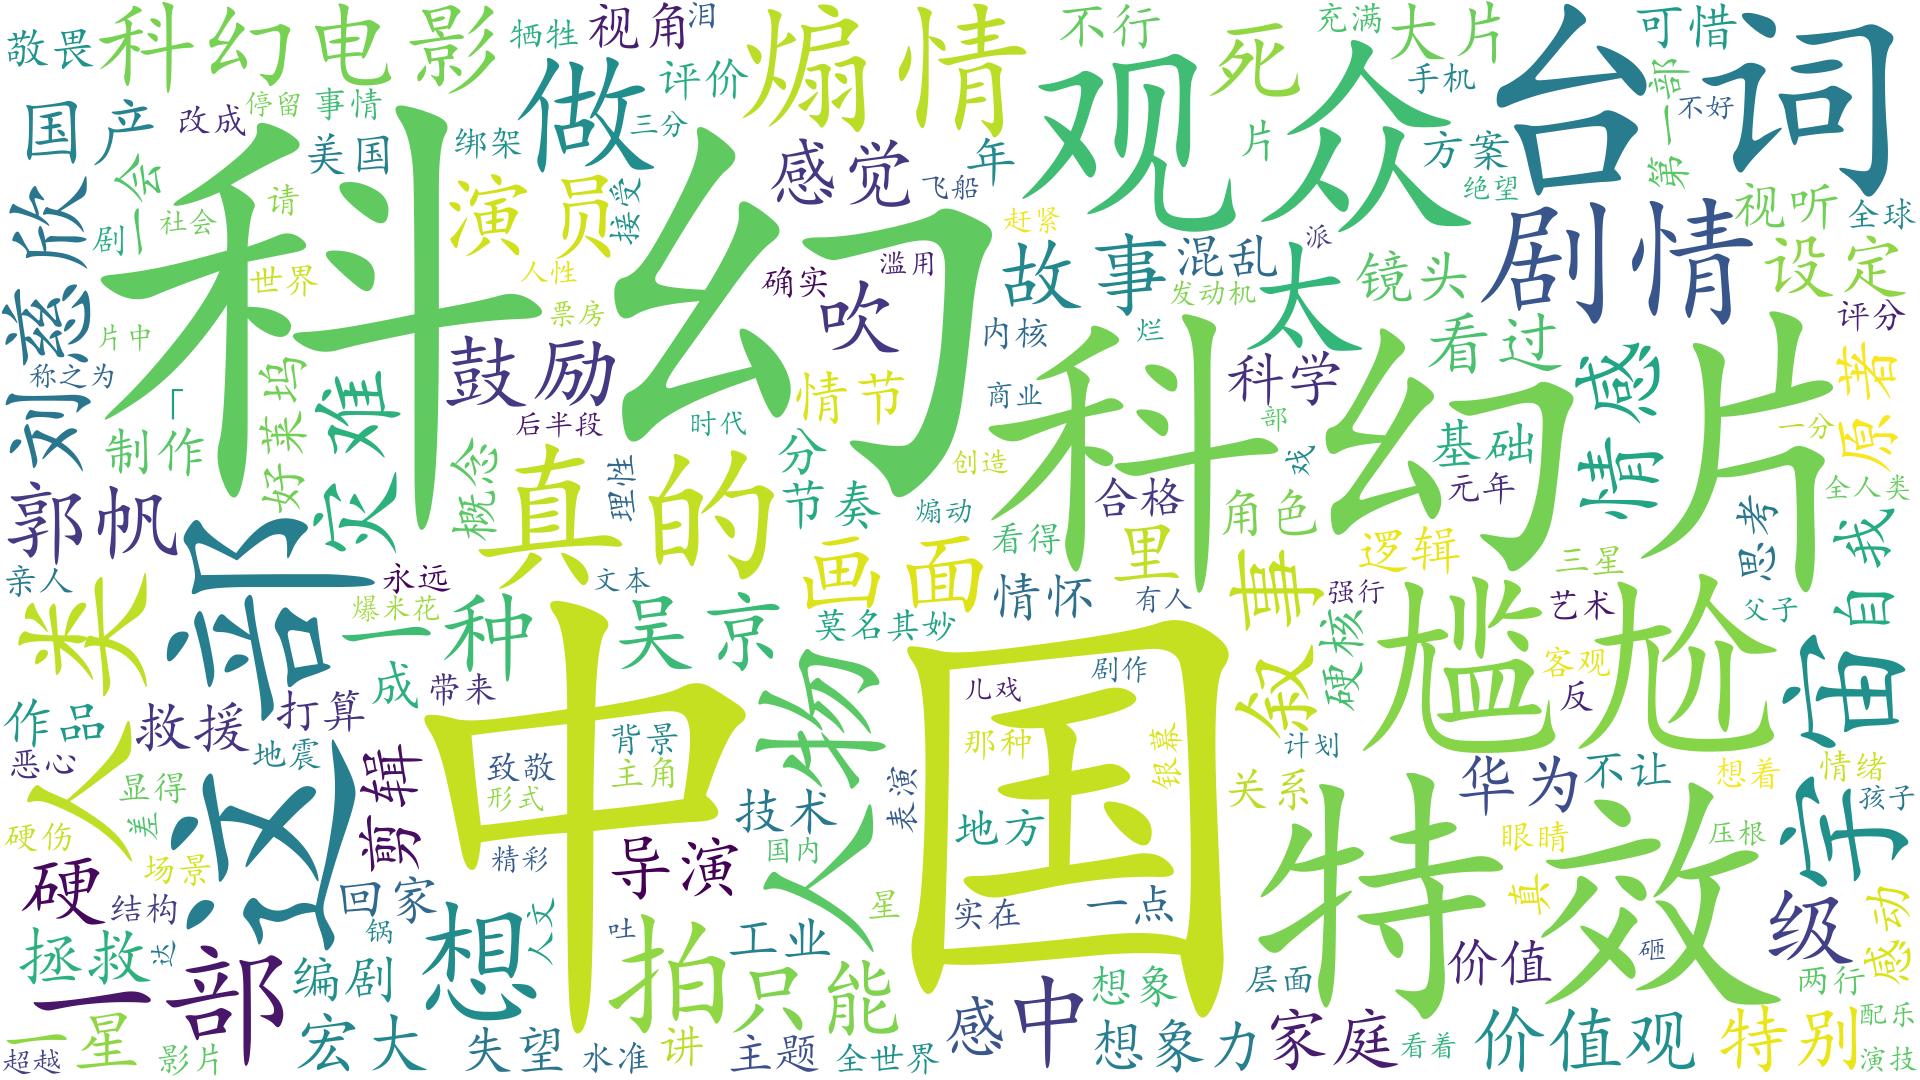 敬畏
科幻电影
牺牲
视角
泪
煽情
不行
充满
大片
可惜
台词
国产
改成
停留
事情
做
评价
观众
死
手机
第一部
不好
美国
绑架
三分
感觉
年
片
方案
刘慈欣
一会
剧
社会
请
科幻
演员
接受
飞船
绝望
剧情
视听
全球
世界
人性
确实
滥用
赶紧
故事
混乱
太
派
镜头
设定
片中
票房
吹
发动机
评分
称之为
「
好莱坞
灾难
鼓励
情节
内核
烂
科学
看过
情感
原著
制作
后半段
时代
商业
科幻片
部
一分
郭帆
概念
真的
理性
分
创造
节奏
煽动
合格
角色
戏
基础
元年
全人类
亲人
人类
这部
永远
文本
画面
看得
里
逻辑
思考
自我
爆米花
一种
吴京
莫名其妙
情怀
有人
叙事
强行
三星
艺术
父子
尴尬
宇宙
作品
救援
打算
成
带来
中国
人物
儿戏
剧作
硬核
客观
反
恶心
地震
显得
剪辑
致敬
形式
背景
主角
那种
银幕
计划
关系
华为
不让
想着
情绪
孩子
硬伤
差
场景
精彩
导演
技术
国内
表演
地方
特效
眼睛
压根
硬
结构
回家
想
人文
吐
拍
工业
星
实在
一点
真
级
感动
拯救
达
锅
一部
编剧
只能
感
中
想象
层面
价值
砸
两行
一星
宏大
失望
水准
讲
主题
全世界
想象力
家庭
看着
价值观
特别
配乐
超越
影片
演技